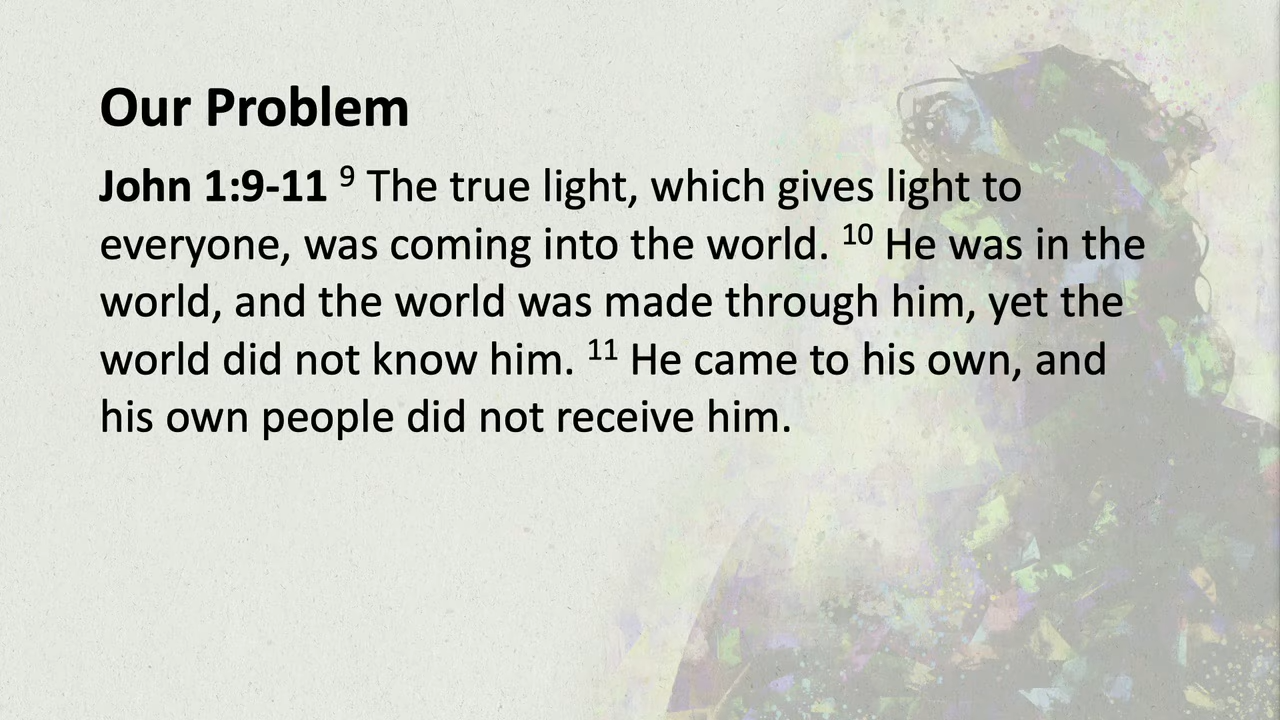 Our Problem
John 1:9-11 ⁹ The true light, which gives light to
everyone, was coming into the world. ¹⁰ He was in the
world, and the world was made through him, yet the
world did not know him. ¹¹ He came to his own, and
his own people did not receive him.